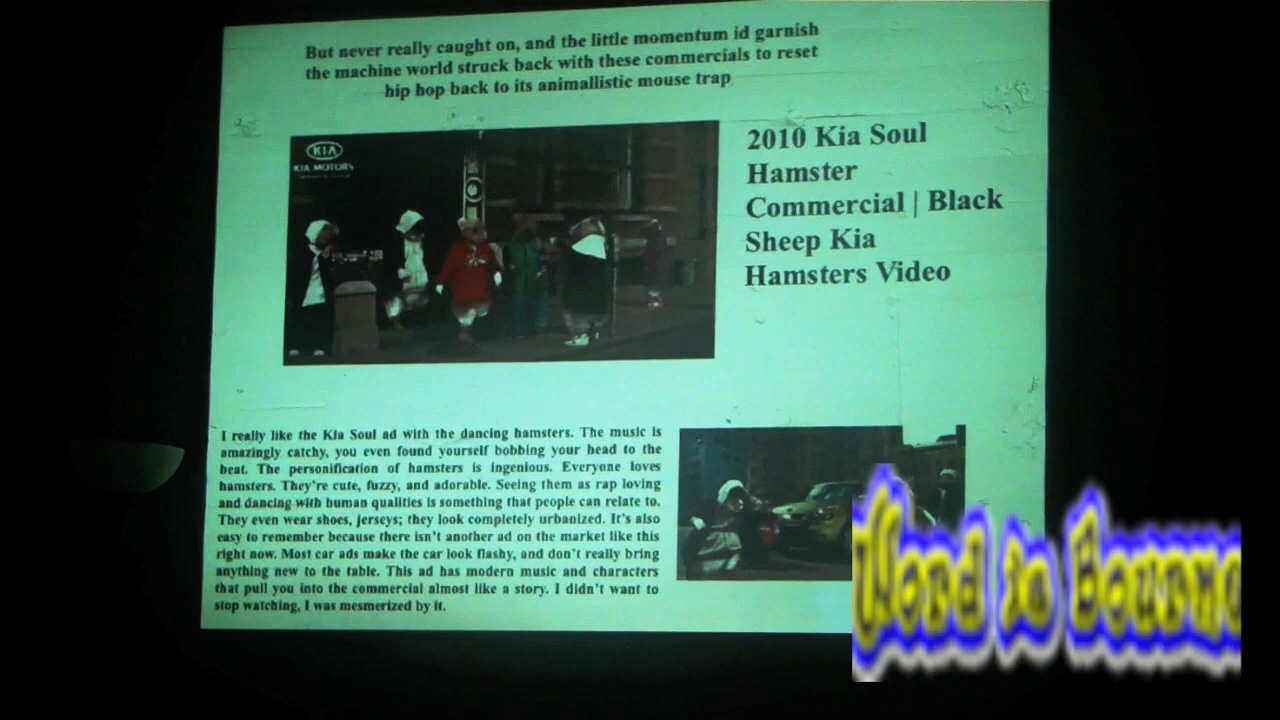 But never really caught on, and the little momentum id garnish
the machine world struck back with these commercials to reset
hip hop back to its animallistic mouse trap
KIA
KIA MOTORS
2010 Kia Soul
Hamster
Commercial | Black
Sheep Kia
Hamsters Video
I really like the Kia Soul ad with the dancing hamsters. The music is
amazingly catchy, you even found yourself bobbing your head to the
beat. The personification of hamsters is ingenious. Everyone loves
hamsters. They're cute, fuzzy, and adorable. Seeing them as rap loving
and dancing with human qualities is something that people can relate to.
They even wear shoes, jerseys; they look completely urbanized. It's also
easy to remember because there isn't another ad on the market like this
right now. Most car ads make the car look flashy, and don't really bring
anything new to the table. This ad has modern music and characters
that pull you into the commercial almost like a story. I didn't want to
stop watching, I was mesmerized by it.
Word iz Bourne